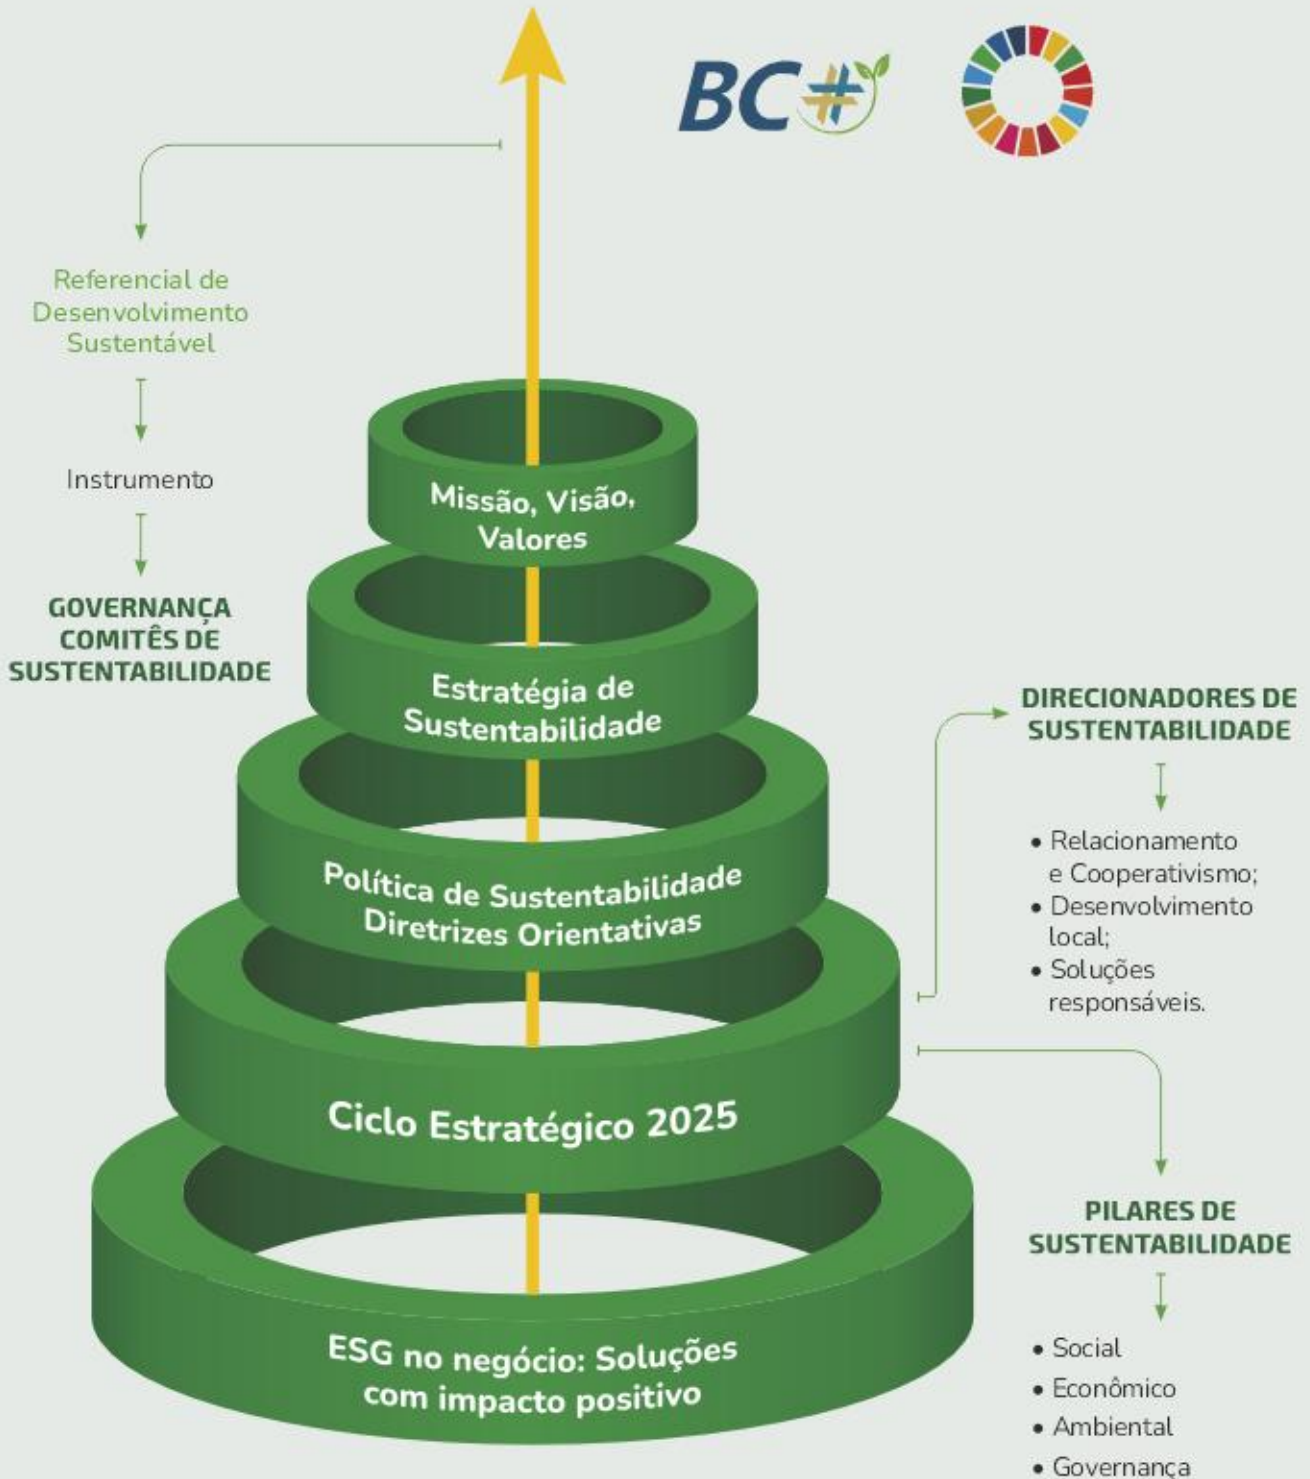 BC#
Referencial de
Desenvolvimento
Sustentável
Instrumento
GOVERNANÇA
COMITÊS DE
SUSTENTABILIDADE
Missão, Visão,
Valores
Estratégia de
Sustentabilidade
Política de Sustentabilidade
Diretrizes Orientativas
Ciclo Estratégico 2025
ESG no negócio: Soluções
com impacto positivo
DIRECIONADORES DE
SUSTENTABILIDADE
• Relacionamento
e Cooperativismo;
• Desenvolvimento
local;
• Soluções
responsáveis.
PILARES DE
SUSTENTABILIDADE
• Social
• Econômico
• Ambiental
• Governança